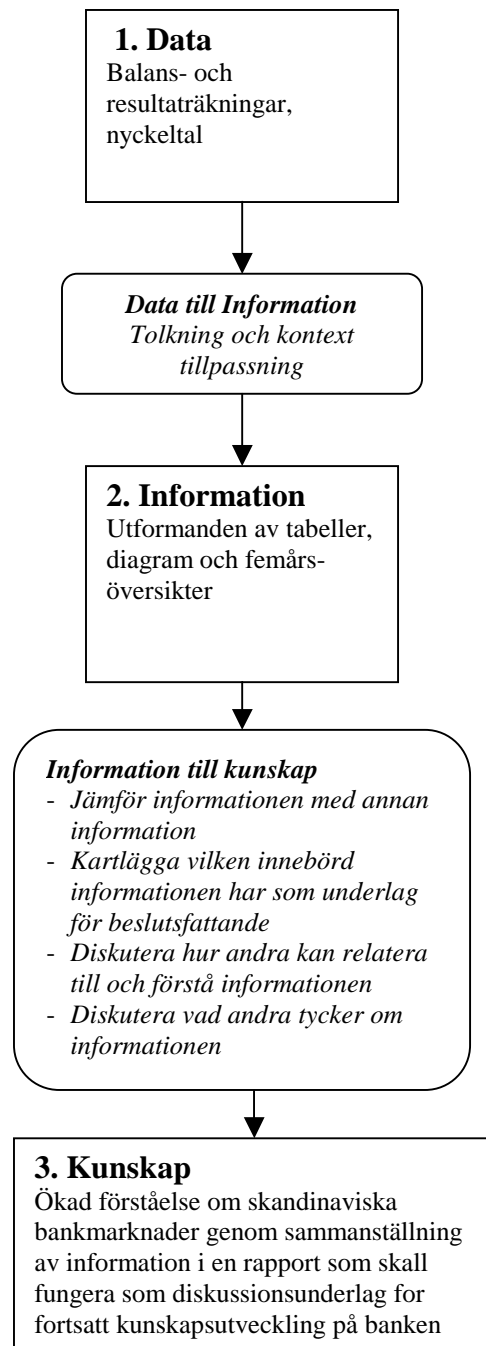 1. Data
Balans- och
resultaträkningar,
nyckeltal
Data till Information
Tolkning och kontext
tillpassning
2. Information
Utformanden av tabeller,
diagram och femårs-
översikter
Information till kunskap
- Jämför informationen med annan
information
- Kartlägga vilken innebörd
informationen har som underlag
för beslutsfattande
- Diskutera hur andra kan relatera
till och förstå informationen
- Diskutera vad andra tycker om
informationen
3. Kunskap
Ökad förståelse om skandinaviska
bankmarknader genom sammanställning
av information i en rapport som skall
fungera som diskussionsunderlag for
fortsatt kunskapsutveckling på banken